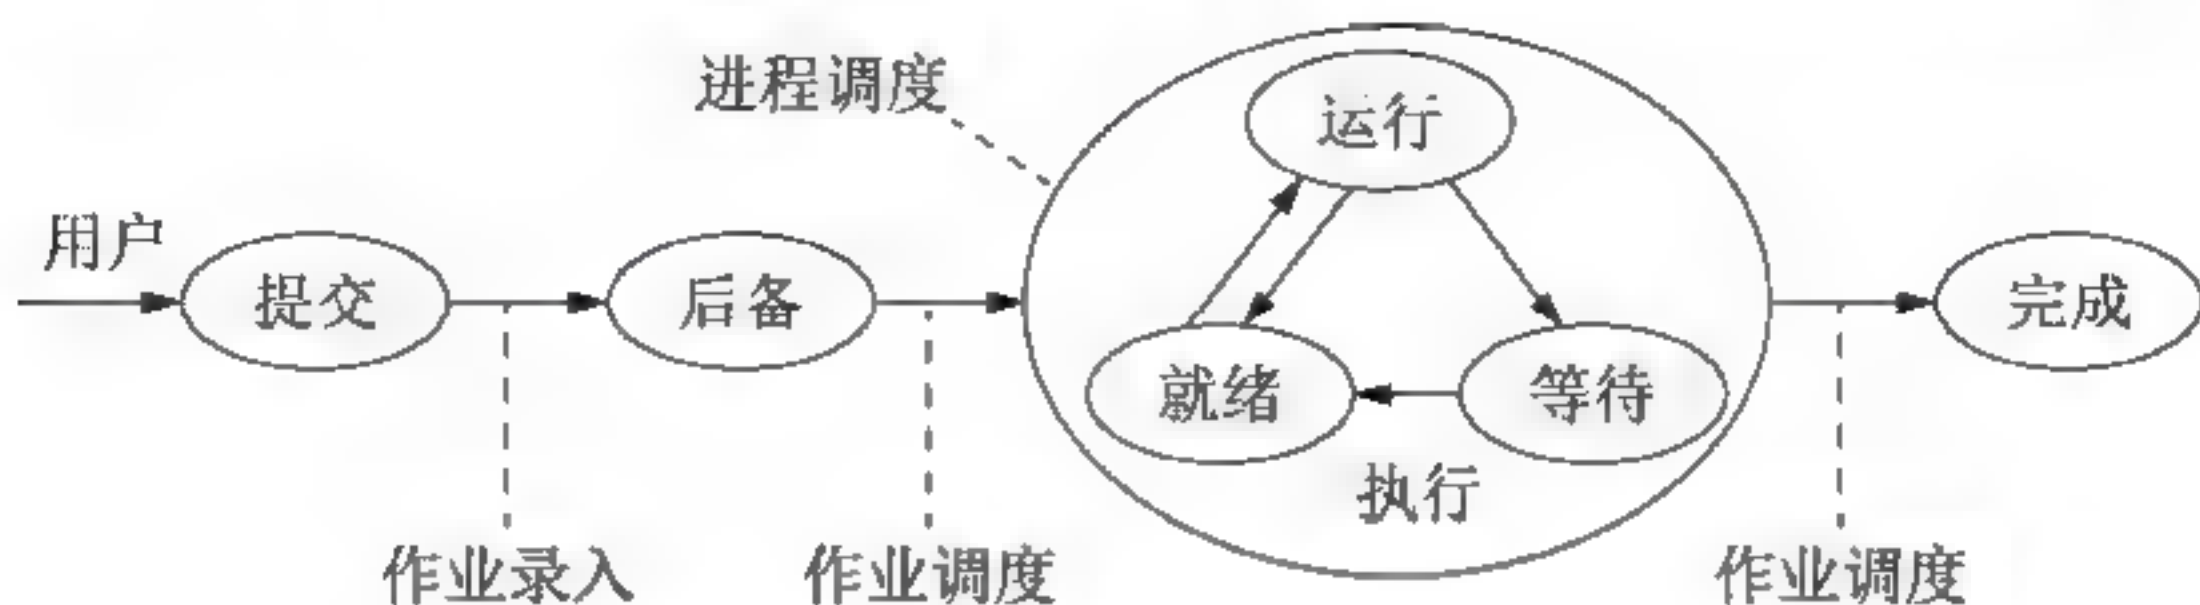 进程调度
运行
用户
提交
后备
完成
就绪
等待
执行
作业录入
作业调度
作业调度